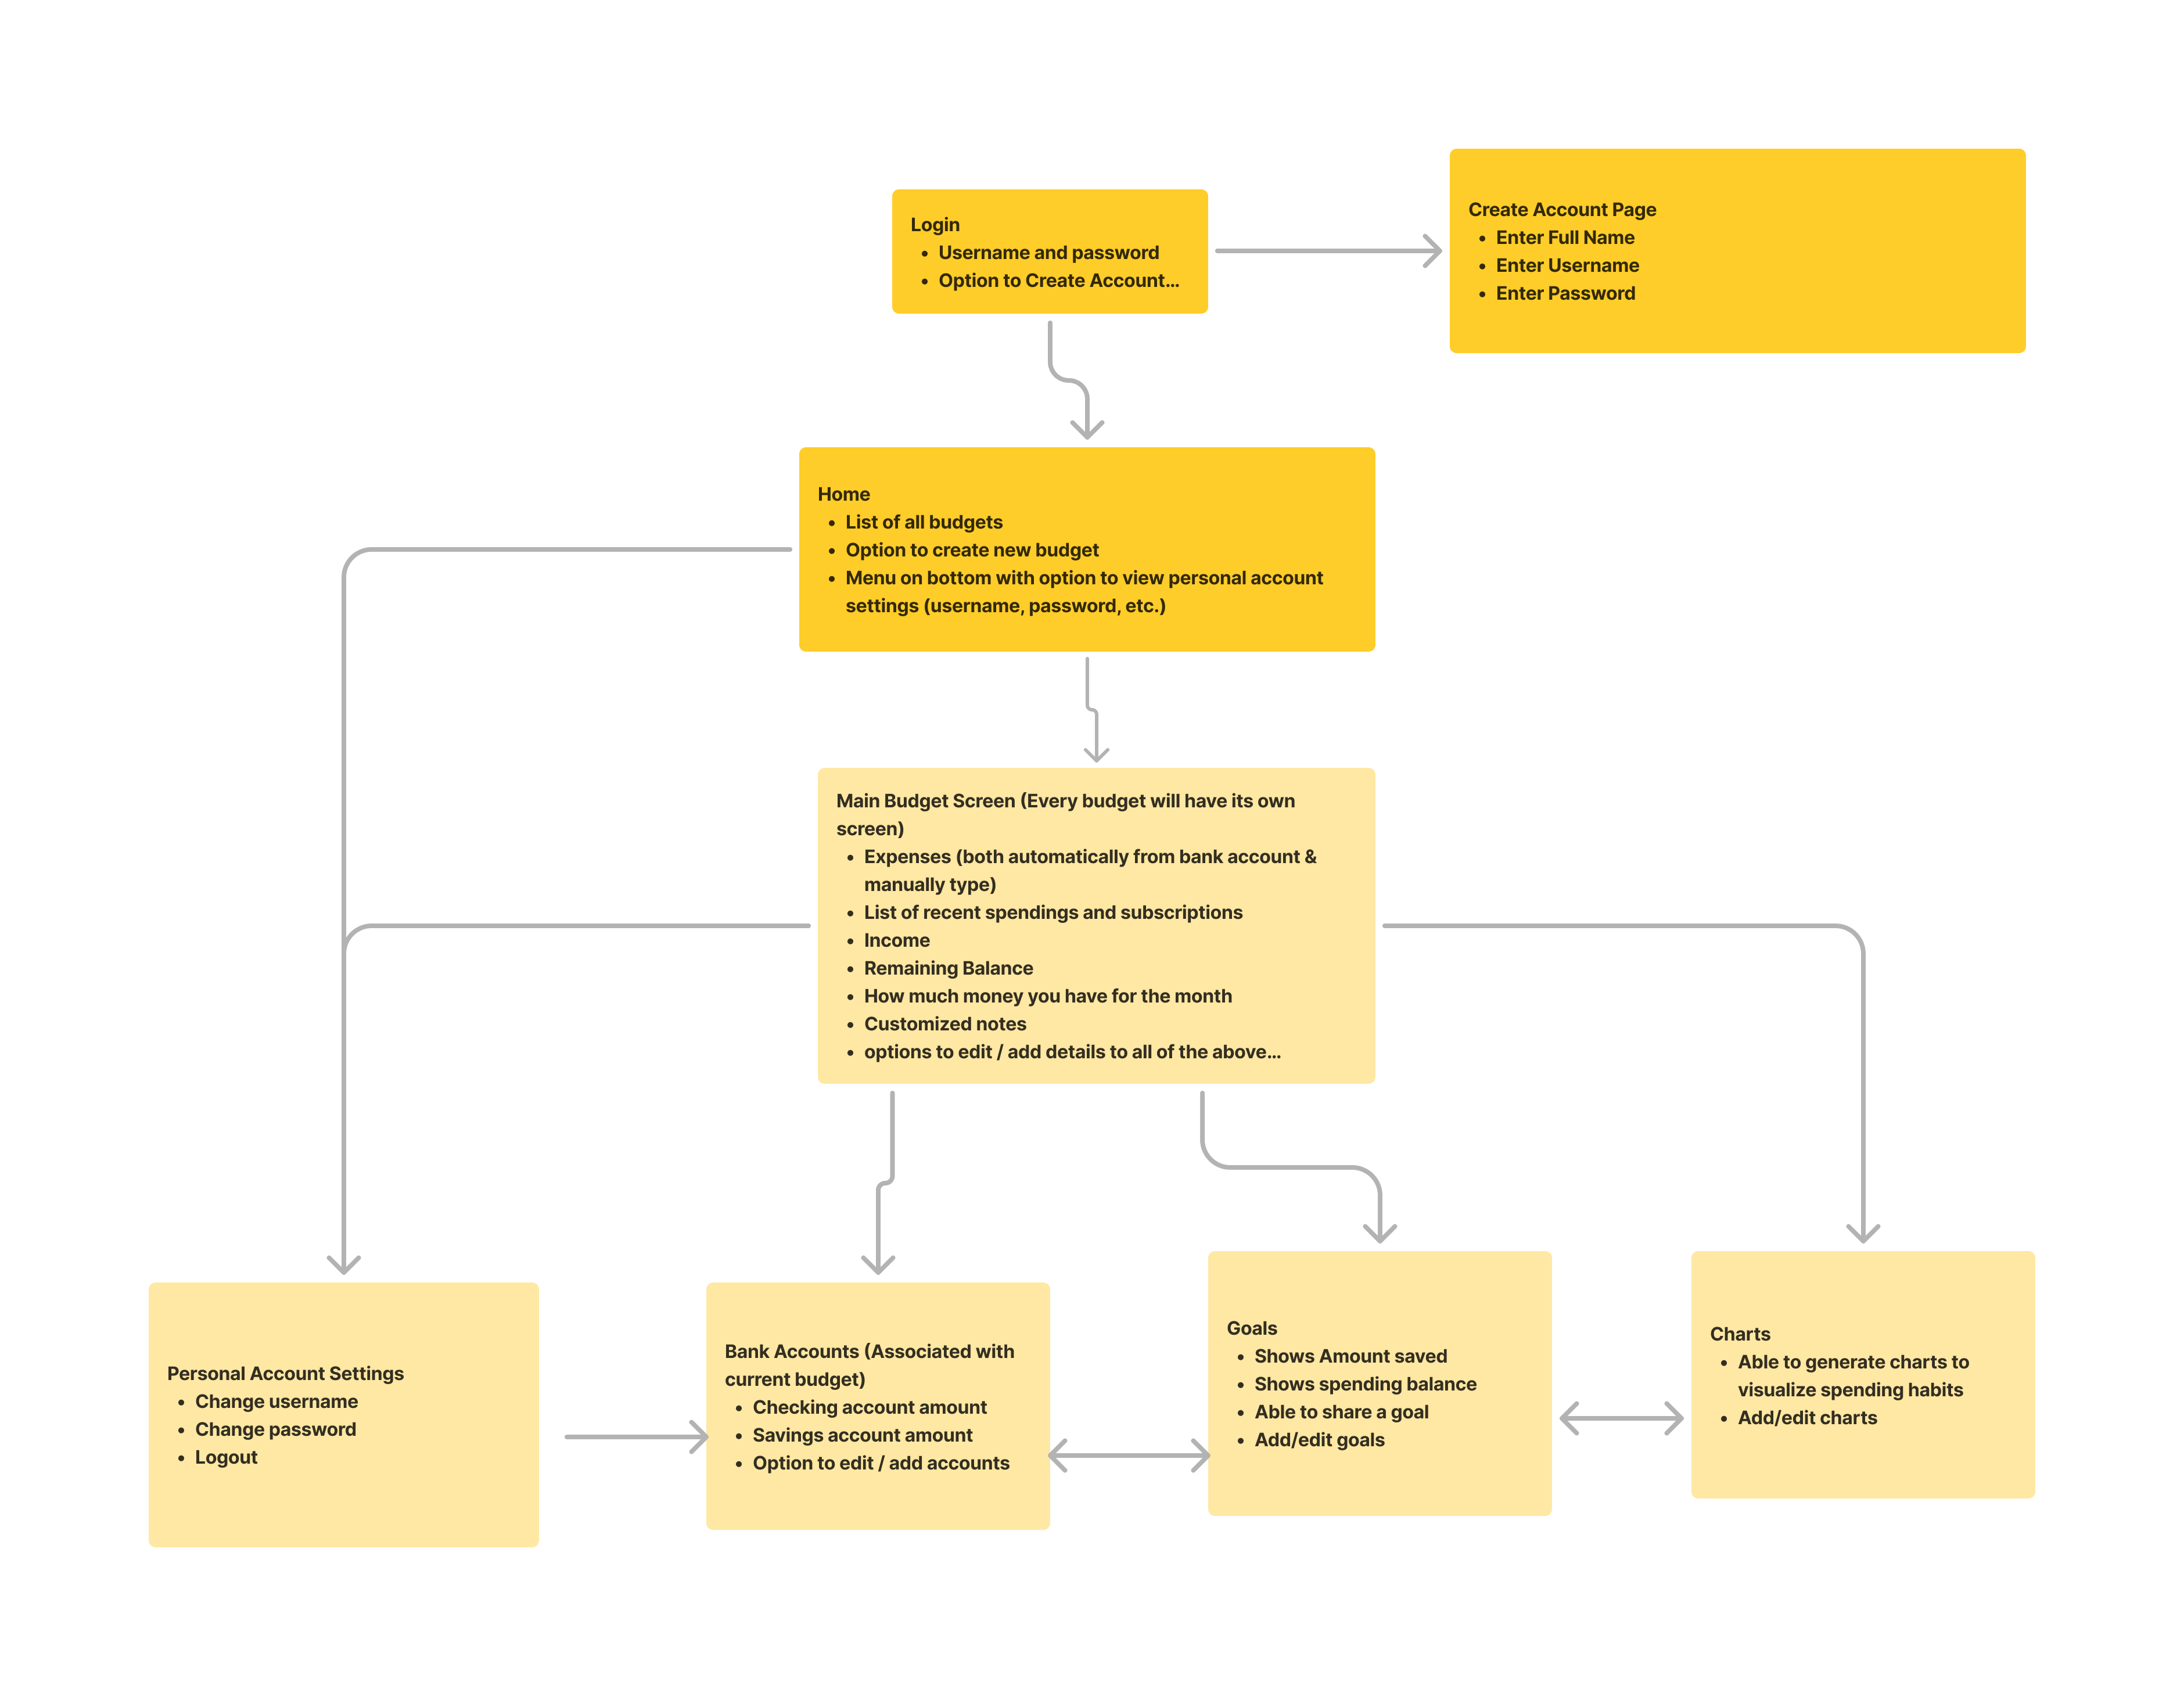 Login
• Username and password
• Option to Create Account...
Create Account Page
• Enter Full Name
• Enter Username
• Enter Password
Home
• List of all budgets
• Option to create new budget
• Menu on bottom with option to view personal account
settings (username, password, etc.)
Main Budget Screen (Every budget will have its own
screen)
• Expenses (both automatically from bank account &
manually type)
• List of recent spendings and subscriptions
• Income
• Remaining Balance
• How much money you have for the month
• Customized notes
• options to edit / add details to all of the above...
Personal Account Settings
• Change username
• Change password
• Logout
Bank Accounts (Associated with
current budget)
• Checking account amount
• Savings account amount
• Option to edit / add accounts
Goals
• Shows Amount saved
• Shows spending balance
• Able to share a goal
• Add/edit goals
Charts
• Able to generate charts to
visualize spending habits
• Add/edit charts